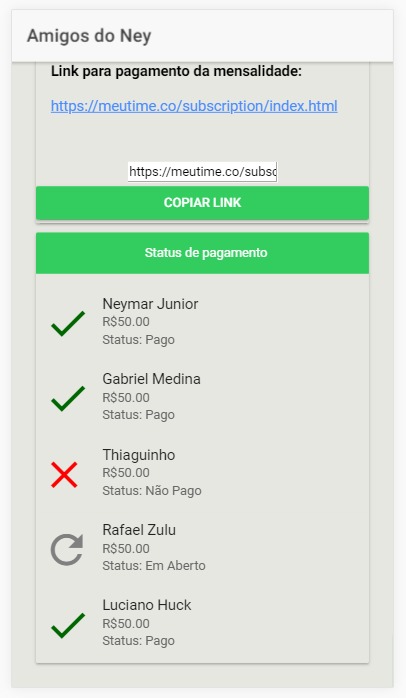 Amigos do Ney
Link para pagamento da mensalidade:
https://meutime.co/subscription/index.html
https://meutime.co/subsc
COPIAR LINK
Status de pagamento
Neymar Junior
R$50.00
Status: Pago
Gabriel Medina
R$50.00
Status: Pago
Thiaguinho
R$50.00
Status: Não Pago
Rafael Zulu
R$50.00
Status: Em Aberto
Luciano Huck
R$50.00
Status: Pago